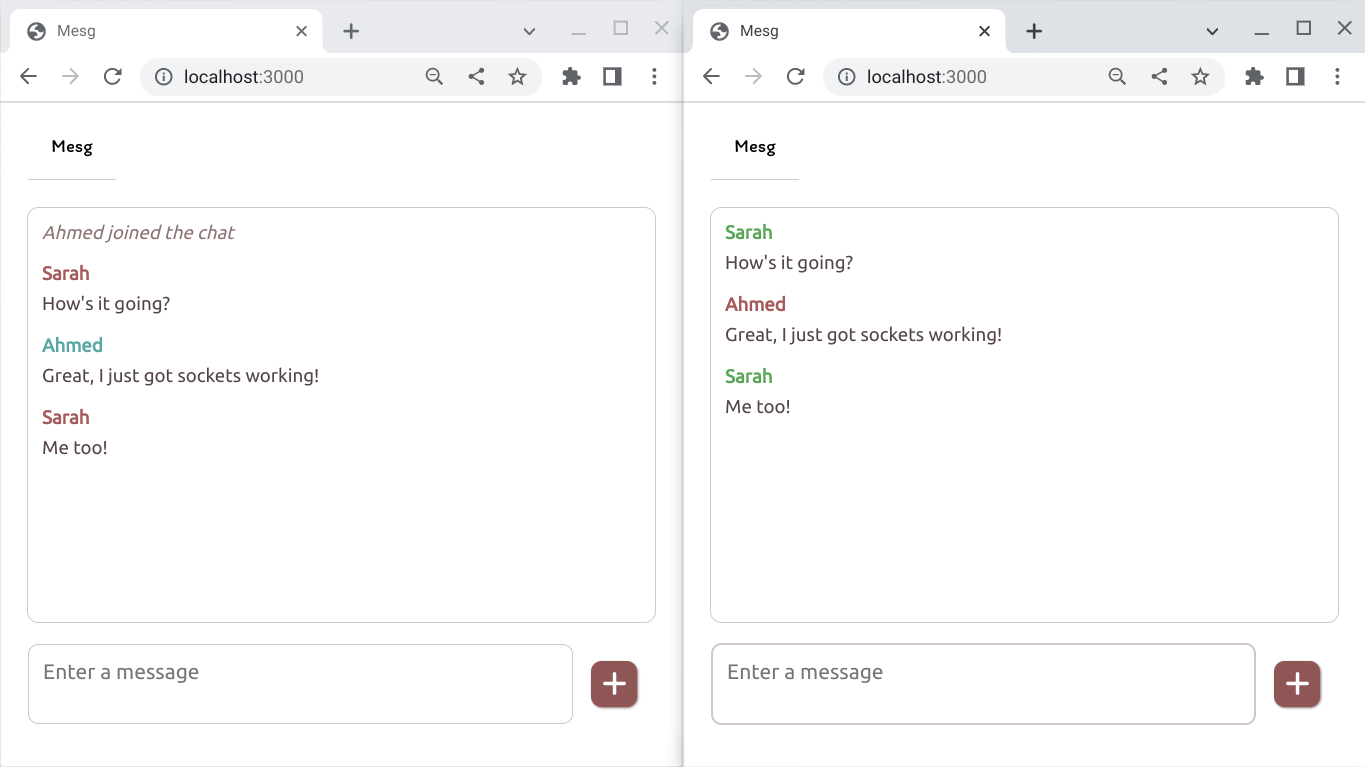 Mesg
localhost:3000
Mesg
Ahmed joined the chat
Sarah
How's it going?
Ahmed
Great, I just got sockets working!
Sarah
Me too!
Enter a message
Mesg
localhost:3000
Mesg
Sarah
How's it going?
Ahmed
Great, I just got sockets working!
Sarah
Me too!
Enter a message